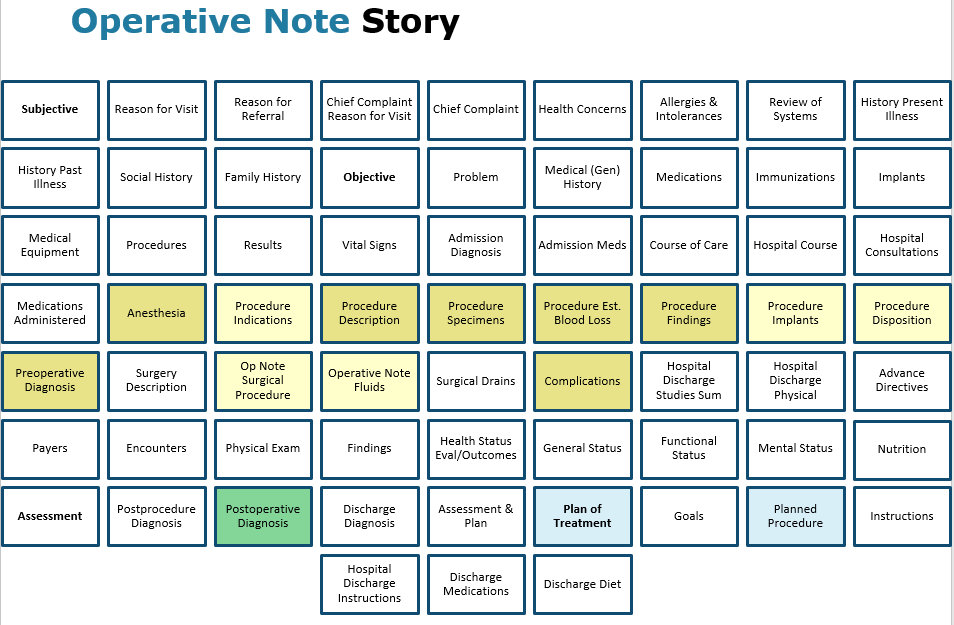 Operative Note Story
Subjective
Reason for Visit
Reason for
Referral
Chief Complaint
Reason for Visit
Chief Complaint
Health Concerns
Allergies &
Intolerances
Review of
Systems
History Present
Illness
History Past
Illness
Social History
Family History
Objective
Problem
Medical (Gen)
History
Medications
Immunizations
Implants
Medical
Equipment
Procedures
Results
Vital Signs
Admission
Diagnosis
Admission Meds
Course of Care
Hospital Course
Hospital
Consultations
Medications
Administered
Anesthesia
Procedure
Indications
Procedure
Description
Procedure
Specimens
Procedure Est.
Blood Loss
Procedure
Findings
Procedure
Implants
Procedure
Disposition
Preoperative
Diagnosis
Surgery
Description
Op Note
Surgical
Procedure
Operative Note
Fluids
Surgical Drains
Complications
Hospital
Discharge
Studies Sum
Hospital
Discharge
Physical
Advance
Directives
Payers
Encounters
Physical Exam
Findings
Health Status
Eval/Outcomes
General Status
Functional
Status
Mental Status
Nutrition
Assessment
Postprocedure
Diagnosis
Postoperative
Diagnosis
Discharge
Diagnosis
Assessment &
Plan
Plan of
Treatment
Goals
Planned
Procedure
Instructions
Hospital
Discharge
Instructions
Discharge
Medications
Discharge Diet